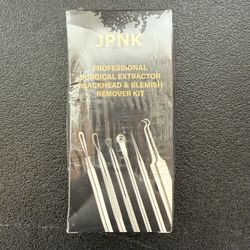 JPNK
PROFESSIONAL
SURGICAL EXTRACTOR
BLACKHEAD & BLEMISH
REMOVER KIT